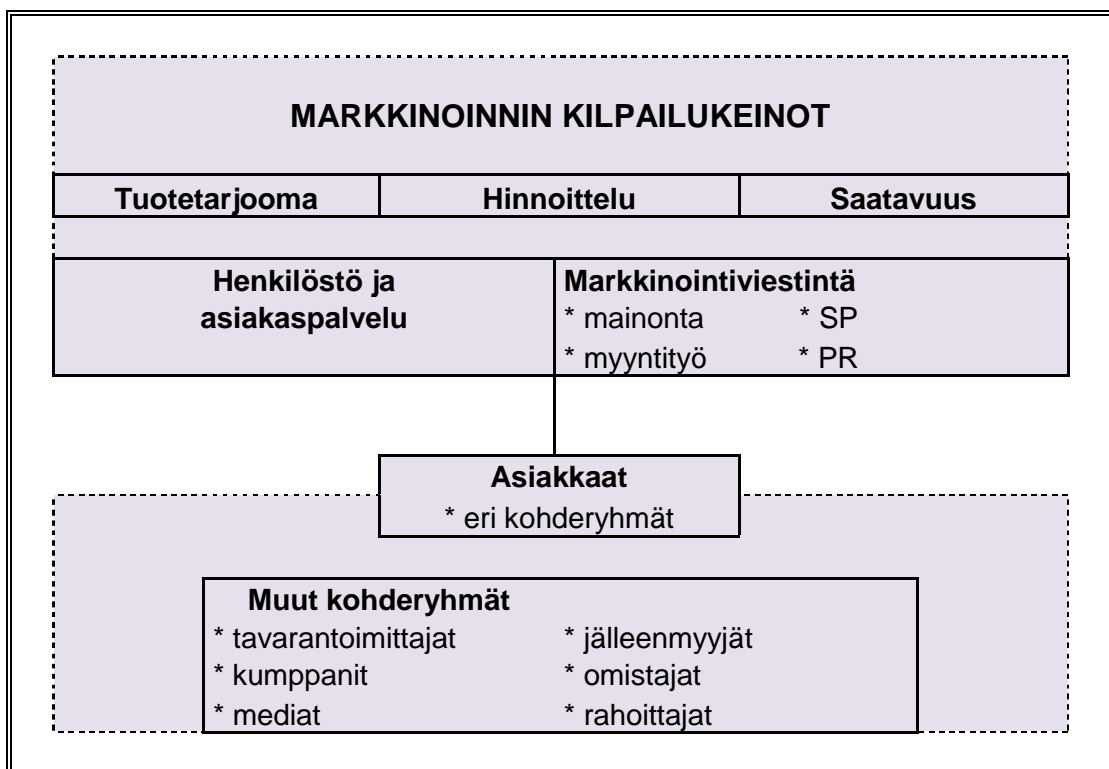 MARKKINOINNIN KILPAILUKEINOT
Tuotetarjooma Hinnoittelu Saatavuus
Henkilöstö ja
asiakaspalvelu
Markkinointiviestintä
* mainonta * SP
* myyntityö * PR
Asiakkaat
* eri kohderyhmät
Muut kohderyhmät
* tavarantoimittajat * jälleenmyyjät
* kumppanit * omistajat
* mediat * rahoittajat